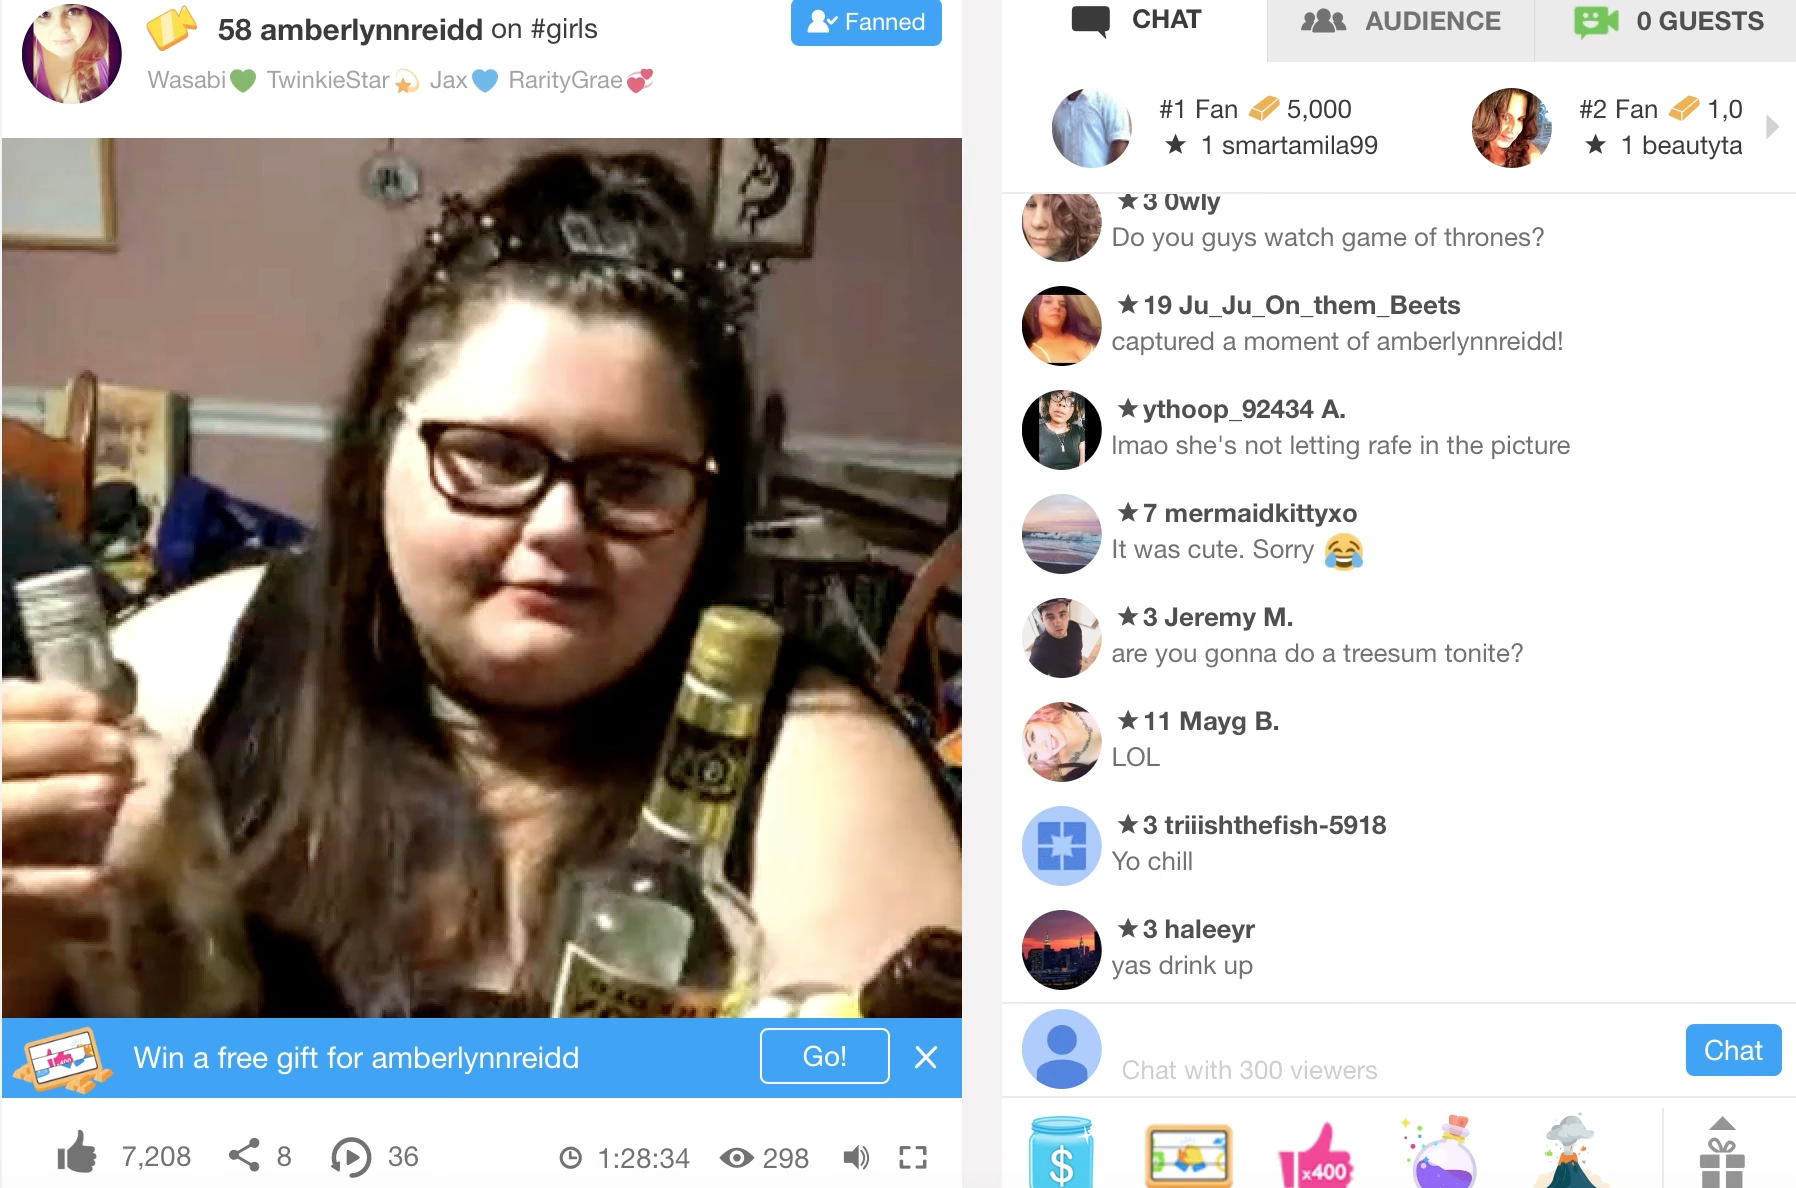 58 amberlynnreidd on #girls
Fanned
Wasabi💚 TwinkieStar💫 Jax💙 RarityGrae💞
Win a free gift for amberlynnreidd
Go!
7,208
8
36
1:28:34
298
CHAT
AUDIENCE
0 GUESTS
#1 Fan 5,000
★ 1 smartamila99
#2 Fan 1,0
★ 1 beautyta
★3 0wly
Do you guys watch game of thrones?
★19 Ju_Ju_On_them_Beets
captured a moment of amberlynnreidd!
★ythoop_92434 A.
lmao she's not letting rafe in the picture
★7 mermaidkittyxo
It was cute. Sorry 😂
★3 Jeremy M.
are you gonna do a treesum tonite?
★11 Mayg B.
LOL
★3 triiishthefish-5918
Yo chill
★3 haleeyr
yas drink up
Chat with 300 viewers
Chat
$
x400